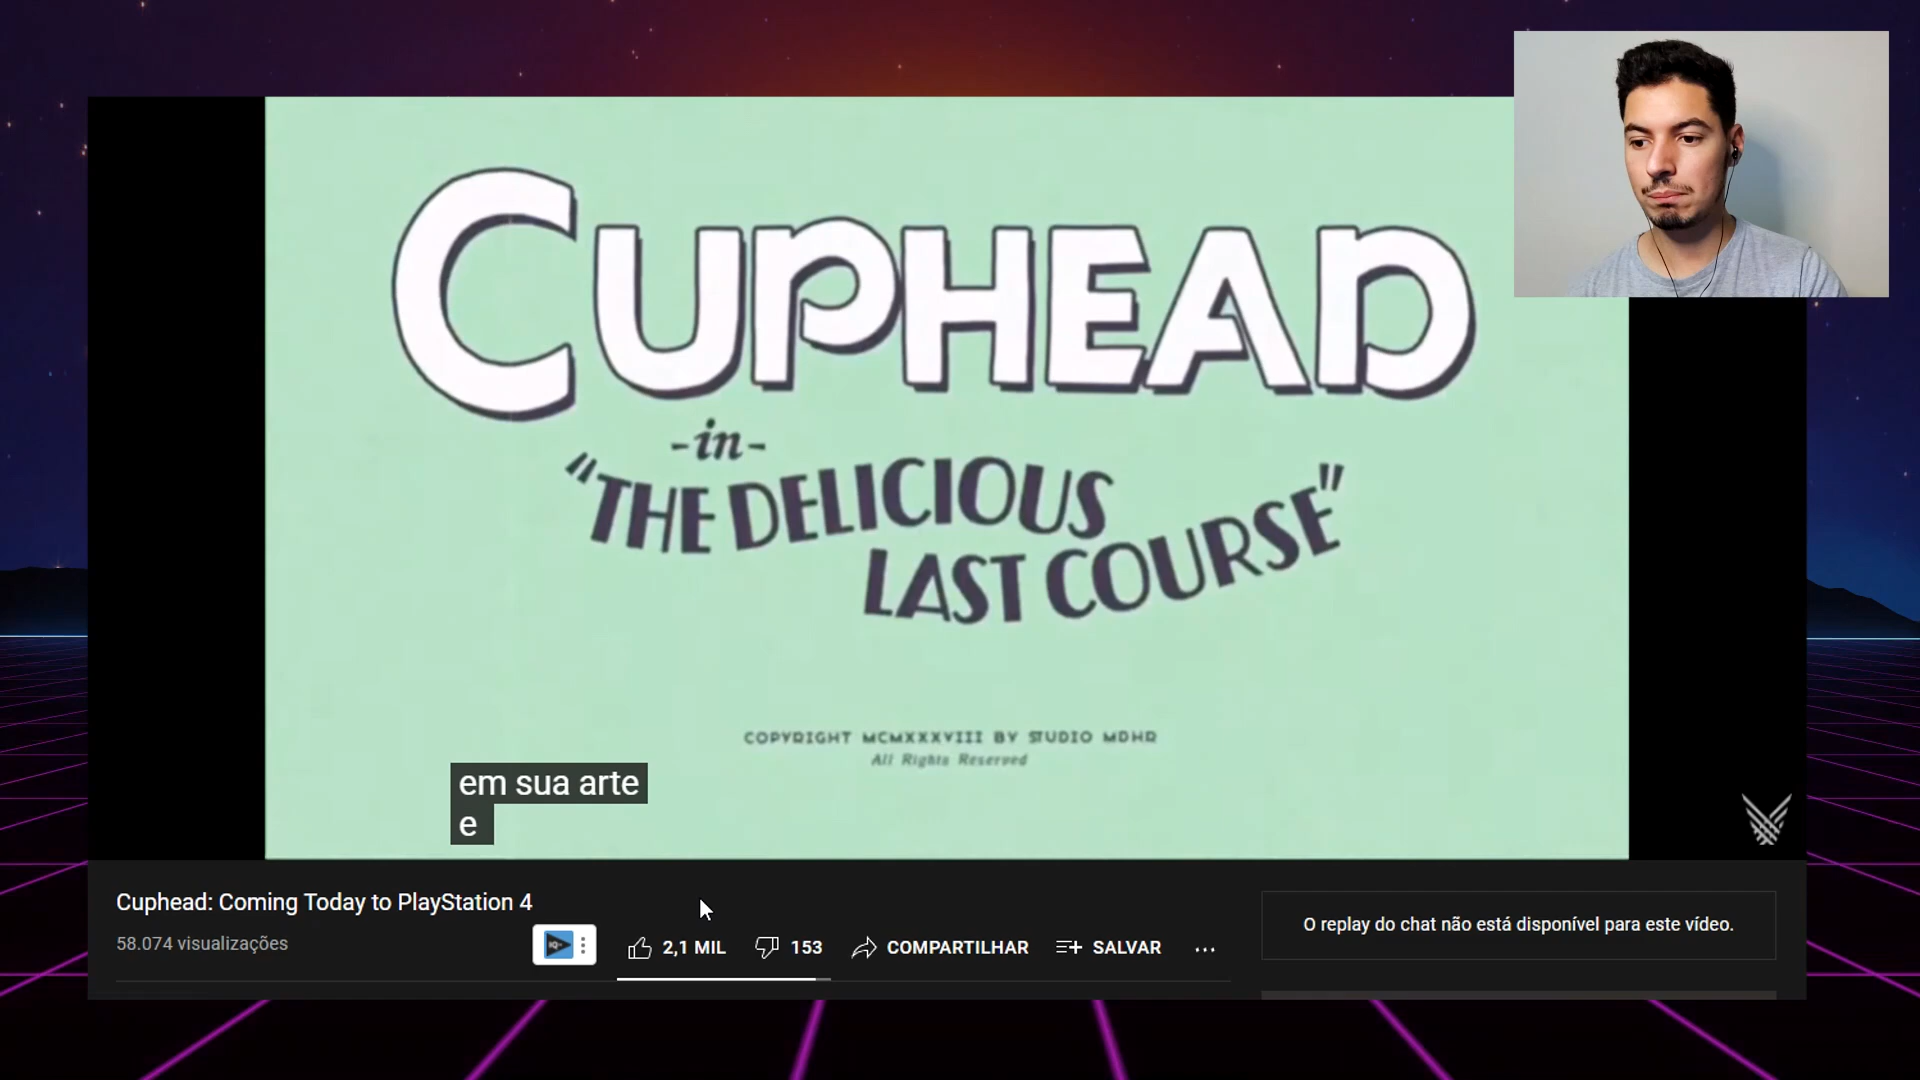 CUPHEAD
-in-
"THE DELICIOUS
LAST COURSE"
COPYRIGHT MCMXXXVIII BY STUDIO MDHR
All Rights Reserved
em sua arte
e
Cuphead: Coming Today to PlayStation 4
58.074 visualizações
2,1 MIL
153
COMPARTILHAR
SALVAR
O replay do chat não está disponível para este vídeo.